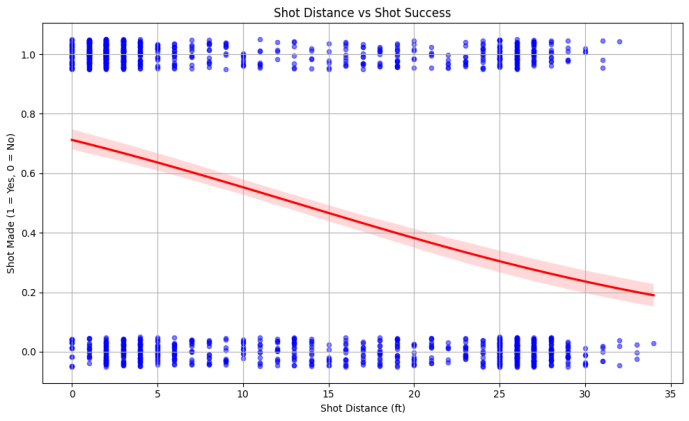 Shot Distance vs Shot Success
Shot Made (1 = Yes, 0 = No)
1.0
0.8
0.6
0.4
0.2
0.0
0 5 10 15 20 25 30 35
Shot Distance (ft)